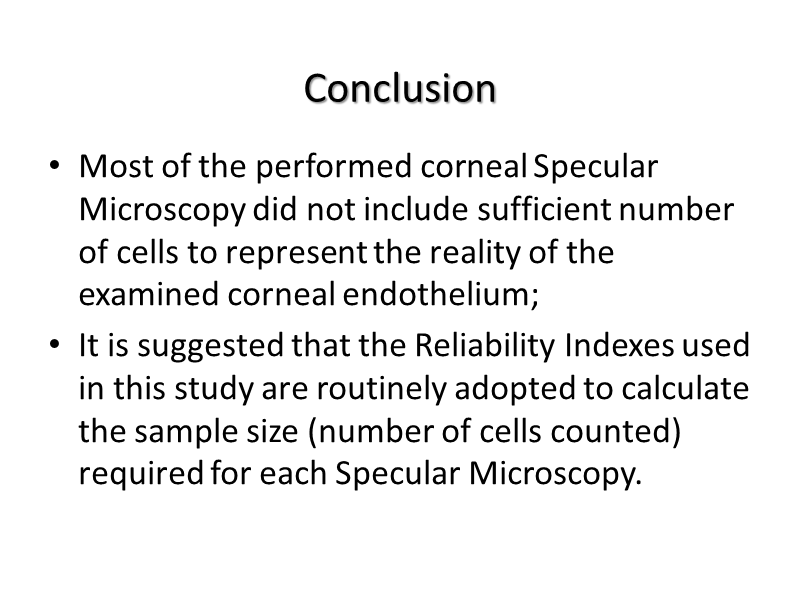 Conclusion
• Most of the performed corneal Specular
Microscopy did not include sufficient number
of cells to represent the reality of the
examined corneal endothelium;
• It is suggested that the Reliability Indexes used
in this study are routinely adopted to calculate
the sample size (number of cells counted)
required for each Specular Microscopy.